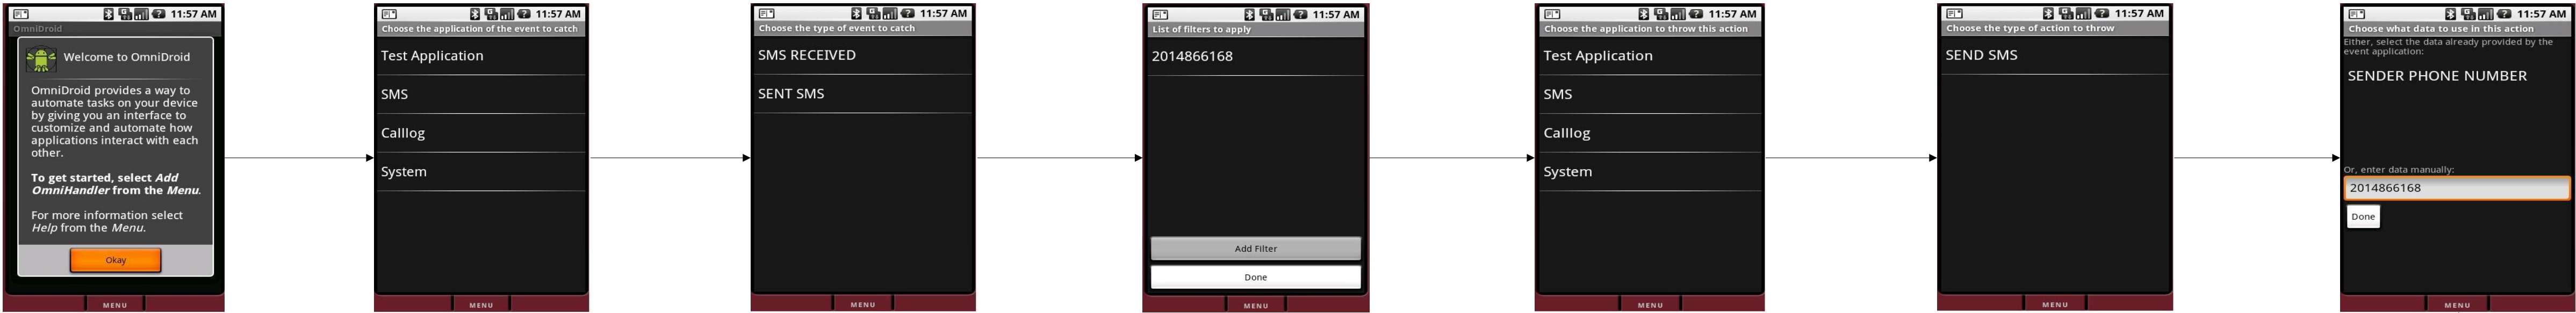 11:57 AM
OmniDroid
Welcome to OmniDroid
OmniDroid provides a way to
automate tasks on your device
by giving you an interface to
customize and automate how
applications interact with each
other.
To get started, select Add
OmniHandler from the Menu.
For more information select
Help from the Menu.
Okay
MENU
11:57 AM
Choose the application of the event to catch
Test Application
SMS
Calllog
System
MENU
11:57 AM
Choose the type of event to catch
SMS RECEIVED
SENT SMS
MENU
11:57 AM
List of filters to apply
2014866168
Add Filter
Done
MENU
11:57 AM
Choose the application to throw this action
Test Application
SMS
Calllog
System
MENU
11:57 AM
Choose the type of action to throw
SEND SMS
MENU
11:57 AM
Choose what data to use in this action
Either, select the data already provided by the
event application:
SENDER PHONE NUMBER
Or, enter data manually:
2014866168
Done
MENU